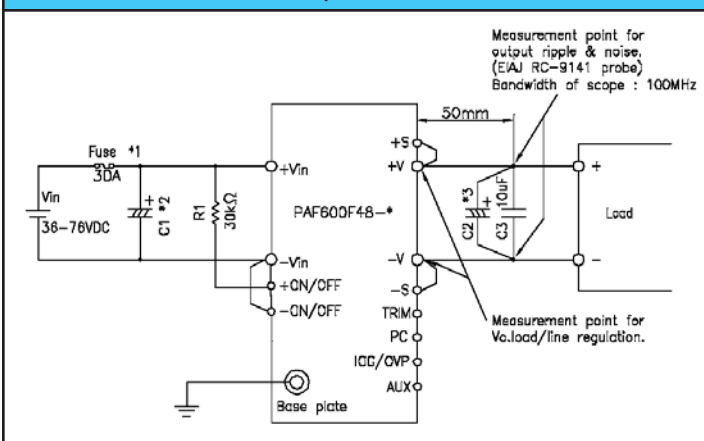 Measurement point for
output ripple & noise.
(EIAJ RC-9141 probe)
Bandwidth of scope : 100MHz
50mm
Fuse *1
30A
Vin
36-76VDC
C1 *2
R1
30kΩ
+Vin
-Vin
+ON/OFF
-ON/OFF
PAF600F48-*
Base plate
+S
+V
-V
-S
TRIM
PC
IOG/OVP
AUX
C2 *3
C3
10uF
+
Load
-
Measurement point for
Vo.load/line regulation.